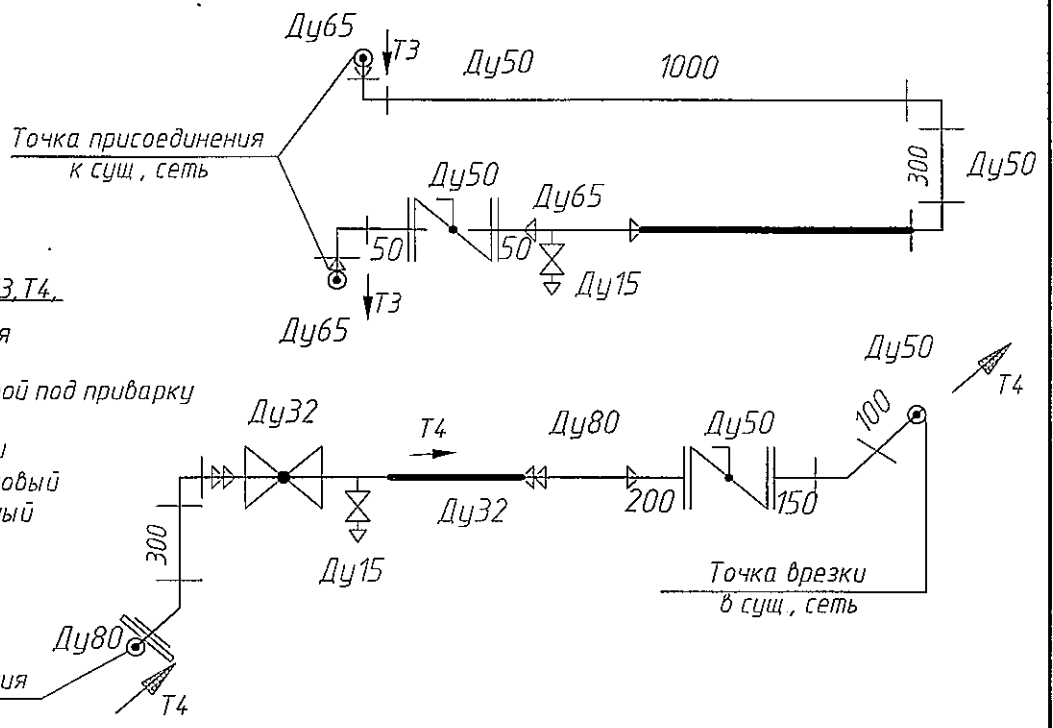 Ду65
Т3
Ду50
1000
Точка присоединения
к сущ, сеть
300
Ду50
Ду50
Ду65
50
50
Ду15
Т3
Ду65
3,Т4,
я
ой под приварку
и
овый
ный
Ду50
Т4
100
Ду32
Т4
Ду80
Ду50
200
150
Ду32
300
Ду15
Точка врезки
в сущ, сеть
Ду80
ия
Т4